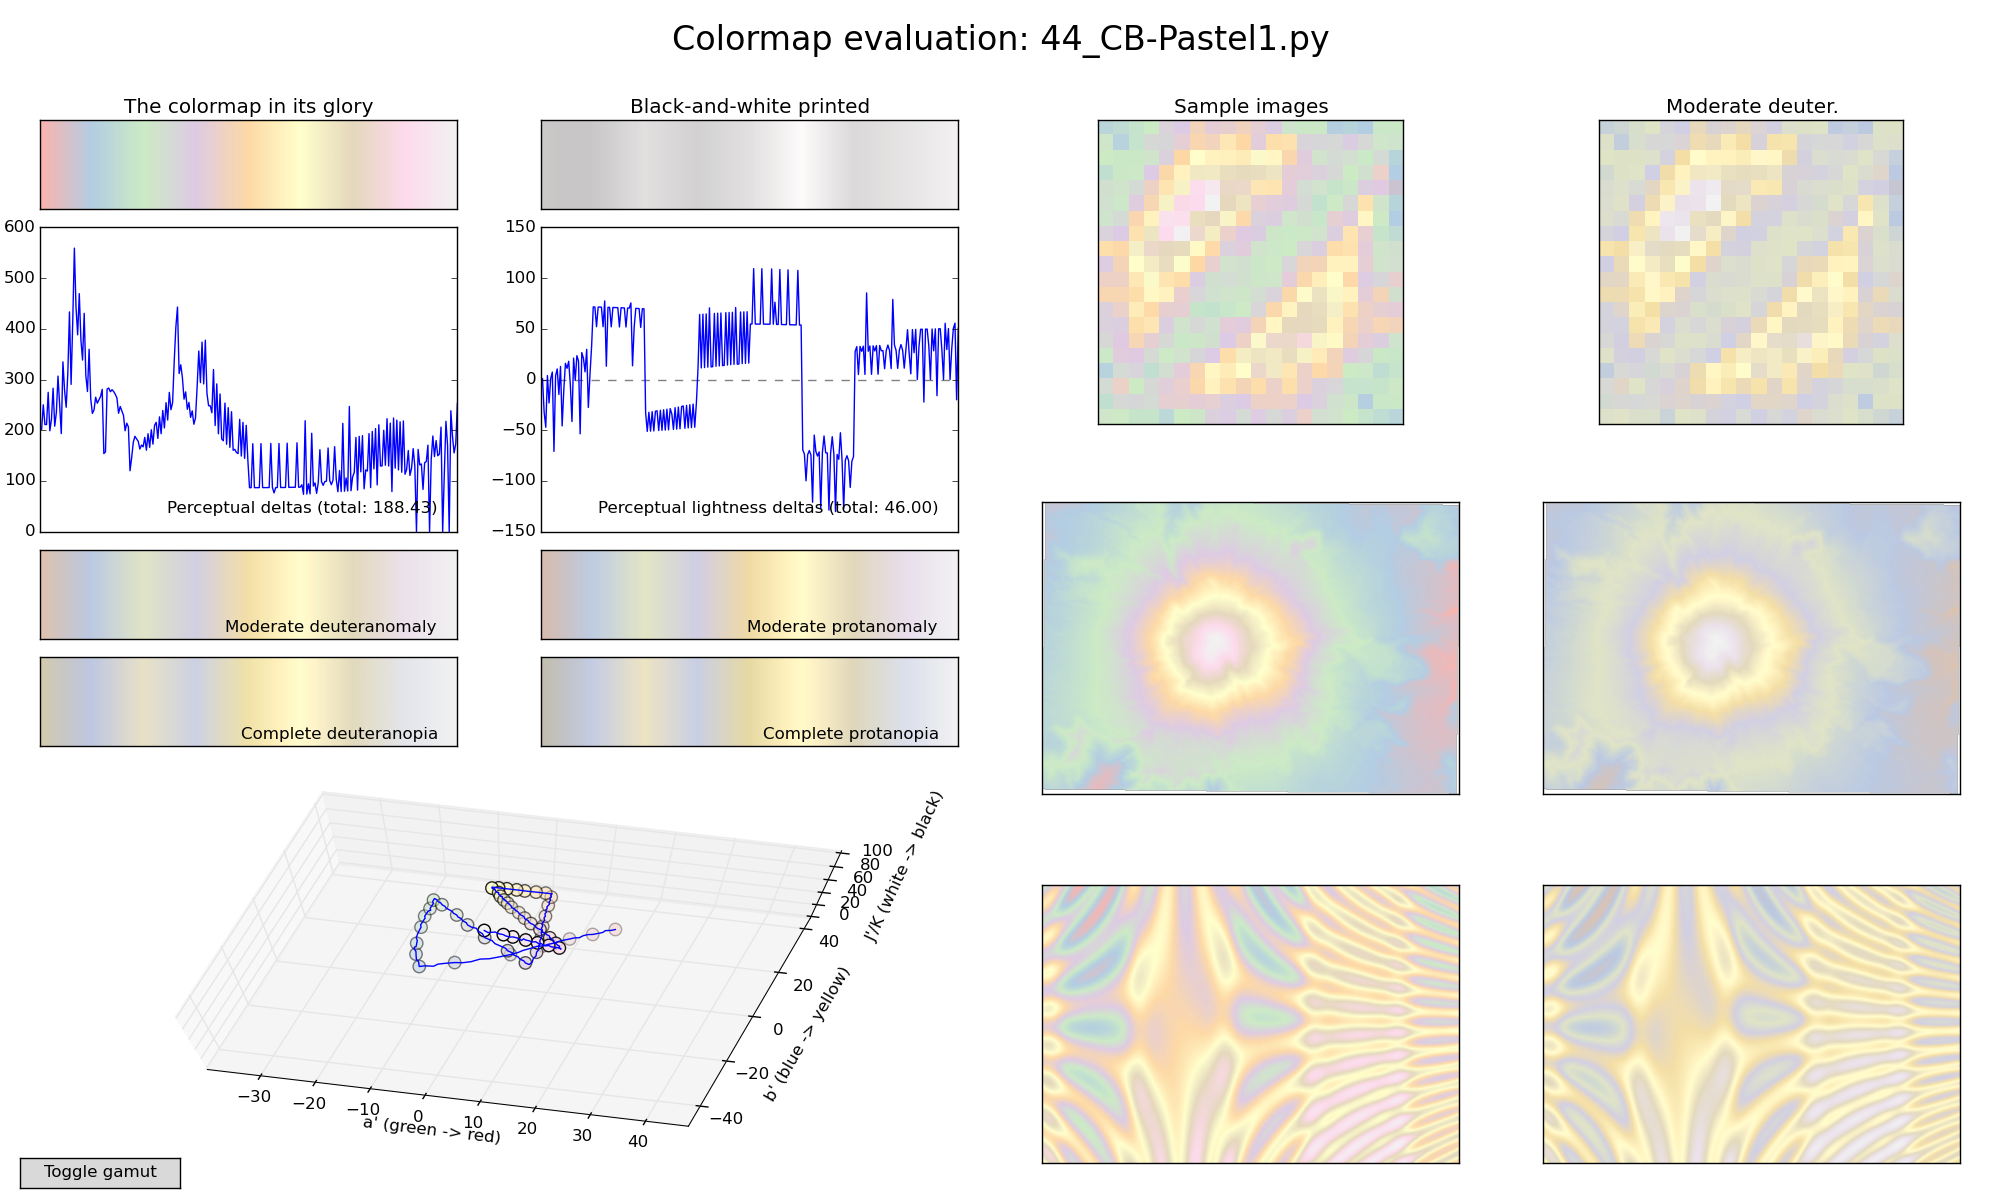 Colormap evaluation: 44_CB-Pastel1.py
The colormap in its glory
Black-and-white printed
Sample images
Moderate deuter.
600
500
400
300
200
100
0
Perceptual deltas (total: 188.43)
150
100
50
0
−50
−100
−150
Perceptual lightness deltas (total: 46.00)
Moderate deuteranomaly
Moderate protanomaly
Complete deuteranopia
Complete protanopia
100
80
60
40
20
0
J'/K (white -> black)
40
20
0
−20
−40
b' (blue -> yellow)
−30
−20
−10
0
10
20
30
40
a' (green -> red)
Toggle gamut